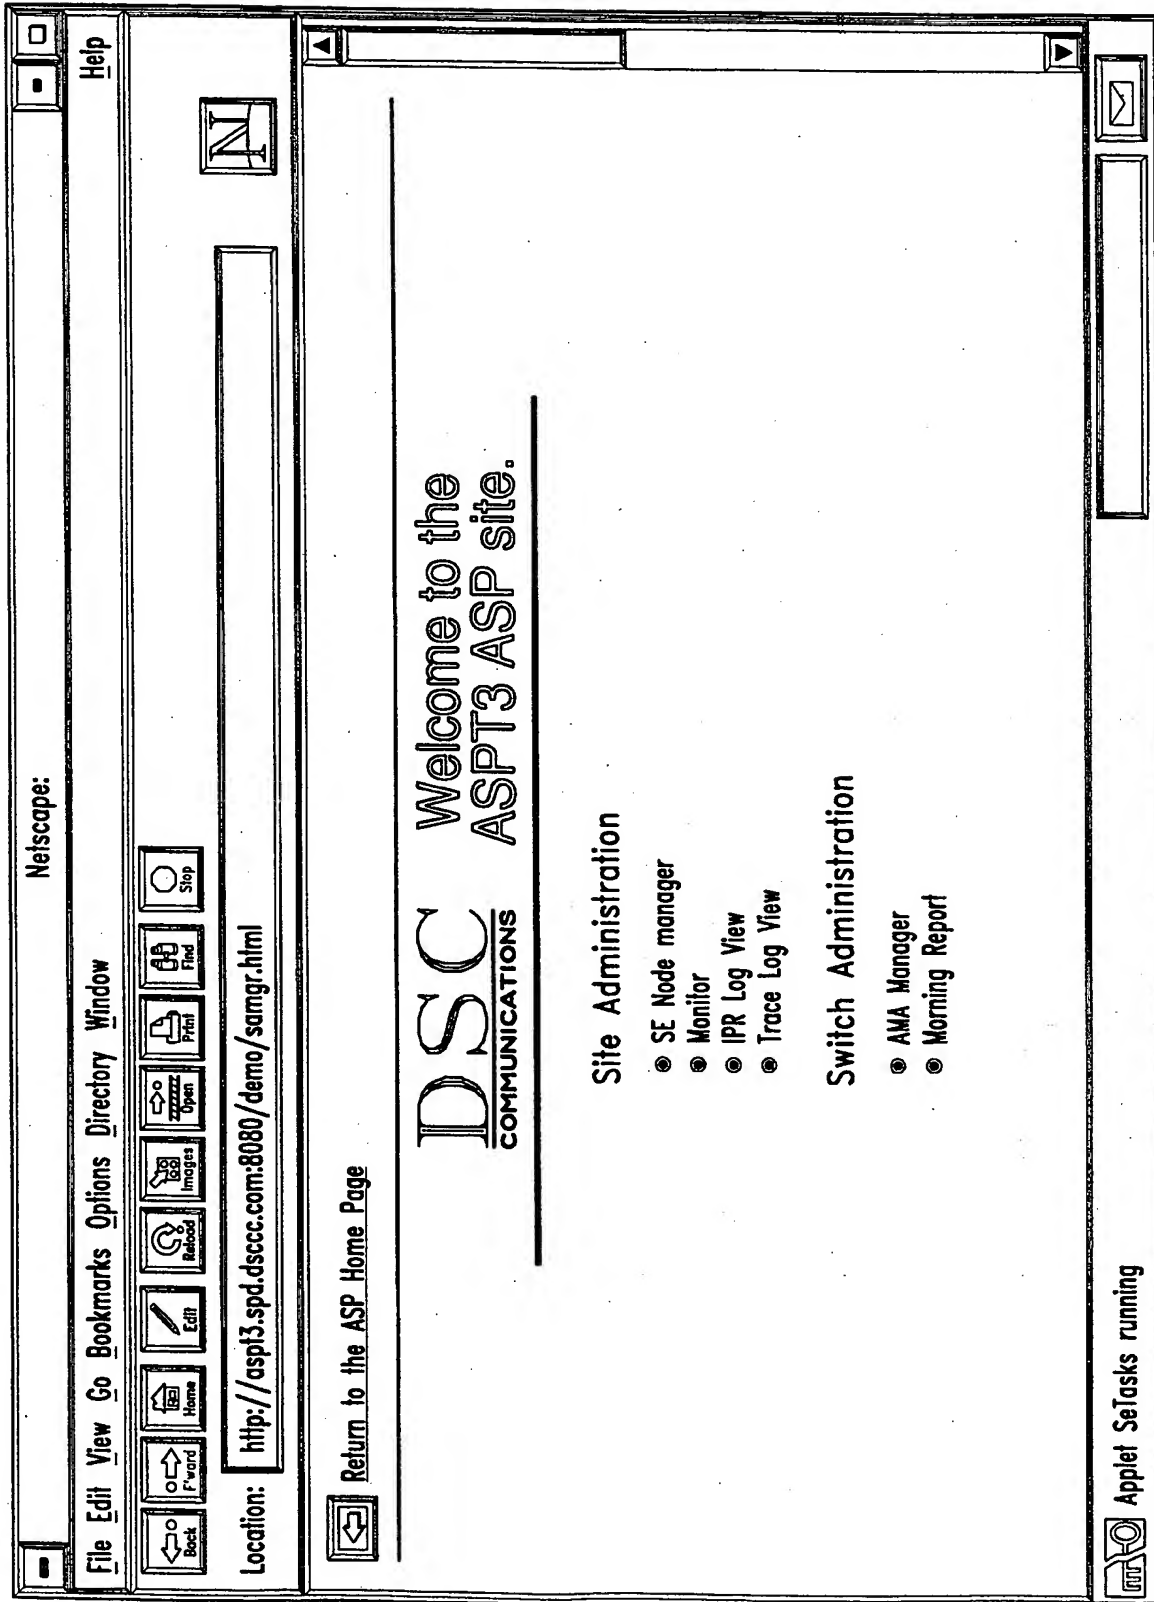 Netscape:
File Edit View Go Bookmarks Options Directory Window Help
Back F'ward Home Edit Reload Images Open Print Find Stop
Location: http://aspt3.spd.dsccc.com:8080/demo/samgr.html
N
Return to the ASP Home Page
DSC
COMMUNICATIONS
Welcome to the
ASPT3 ASP site.
Site Administration
SE Node manager
Monitor
IPR Log View
Trace Log View
Switch Administration
AMA Manager
Morning Report
Applet SeTasks running